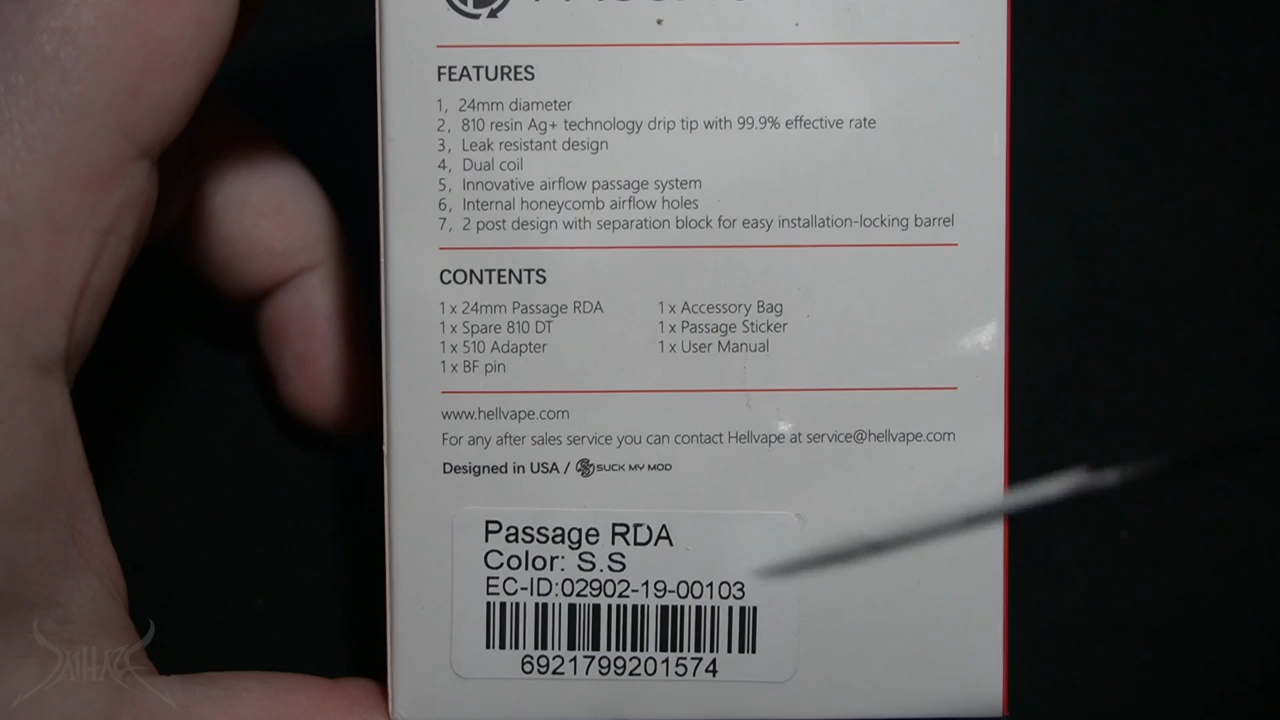 FEATURES
1, 24mm diameter
2, 810 resin Ag+ technology drip tip with 99.9% effective rate
3, Leak resistant design
4, Dual coil
5, Innovative airflow passage system
6, Internal honeycomb airflow holes
7, 2 post design with separation block for easy installation-locking barrel
CONTENTS
1 x 24mm Passage RDA
1 x Spare 810 DT
1 x 510 Adapter
1 x BF pin
1 x Accessory Bag
1 x Passage Sticker
1 x User Manual
www.hellvape.com
For any after sales service you can contact Hellvape at service@hellvape.com
Designed in USA / SUCK MY MOD
Passage RDA
Color: S.S
EC-ID:02902-19-00103
6921799201574